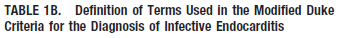 TABLE 1B. Definition of Terms Used in the Modified Duke
Criteria for the Diagnosis of Infective Endocarditis